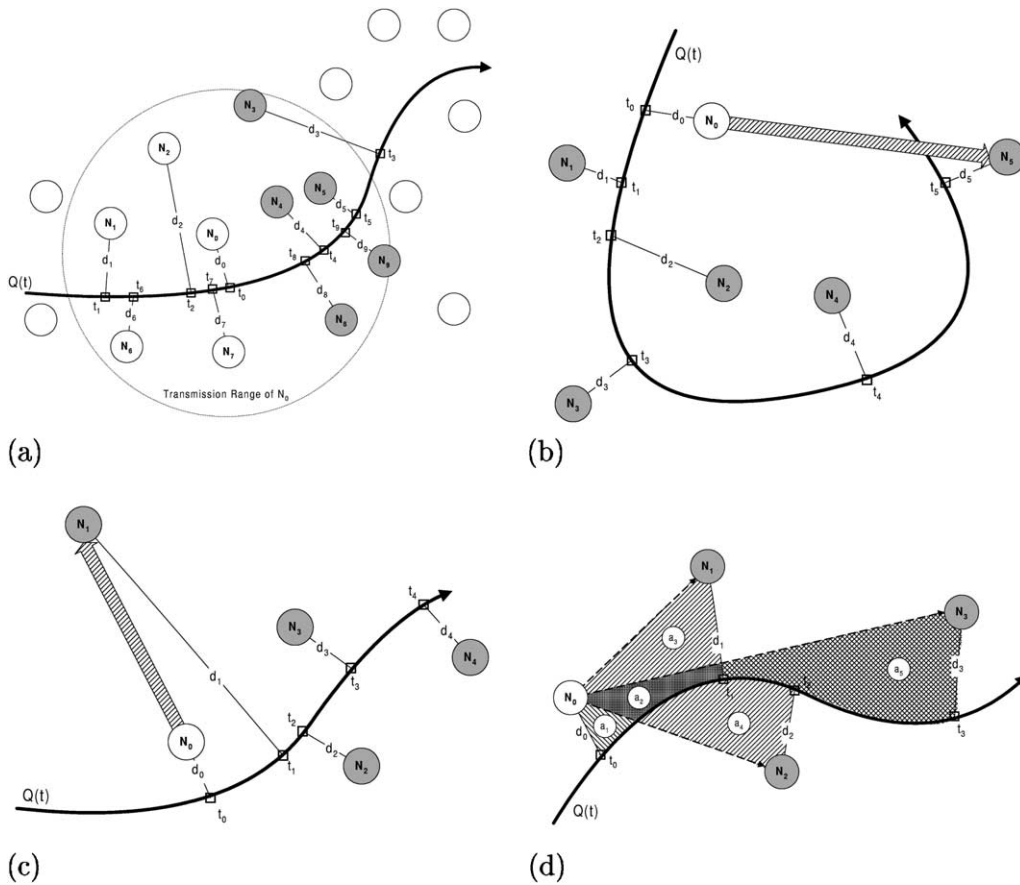 N₃
d₃
N₂
t₃
N₅
N₄
d₅
t₅
N₁
N₀
d₂
d₄
t₉
d₁
d₀
d₉
N₉
Q(t)
t₆
t₇
t₈
t₄
t₁
d₆
t₂
t₀
d₈
d₇
N₈
N₆
N₇
Transmission Range of N₀
(a)
Q(t)
t₀
d₀
N₀
N₁
N₅
d₁
t₁
t₅
d₅
t₂
d₂
N₂
N₄
t₃
d₄
d₃
t₄
N₃
(b)
N₁
t₄
N₃
d₃
d₄
N₄
d₁
t₃
t₂
N₀
d₂
N₂
d₀
t₁
Q(t)
t₀
(c)
N₁
N₃
a₃
d₁
a₅
d₃
N₀
a₂
t₁
t₂
a₁
a₄
d₀
d₂
t₃
t₀
N₂
Q(t)
(d)